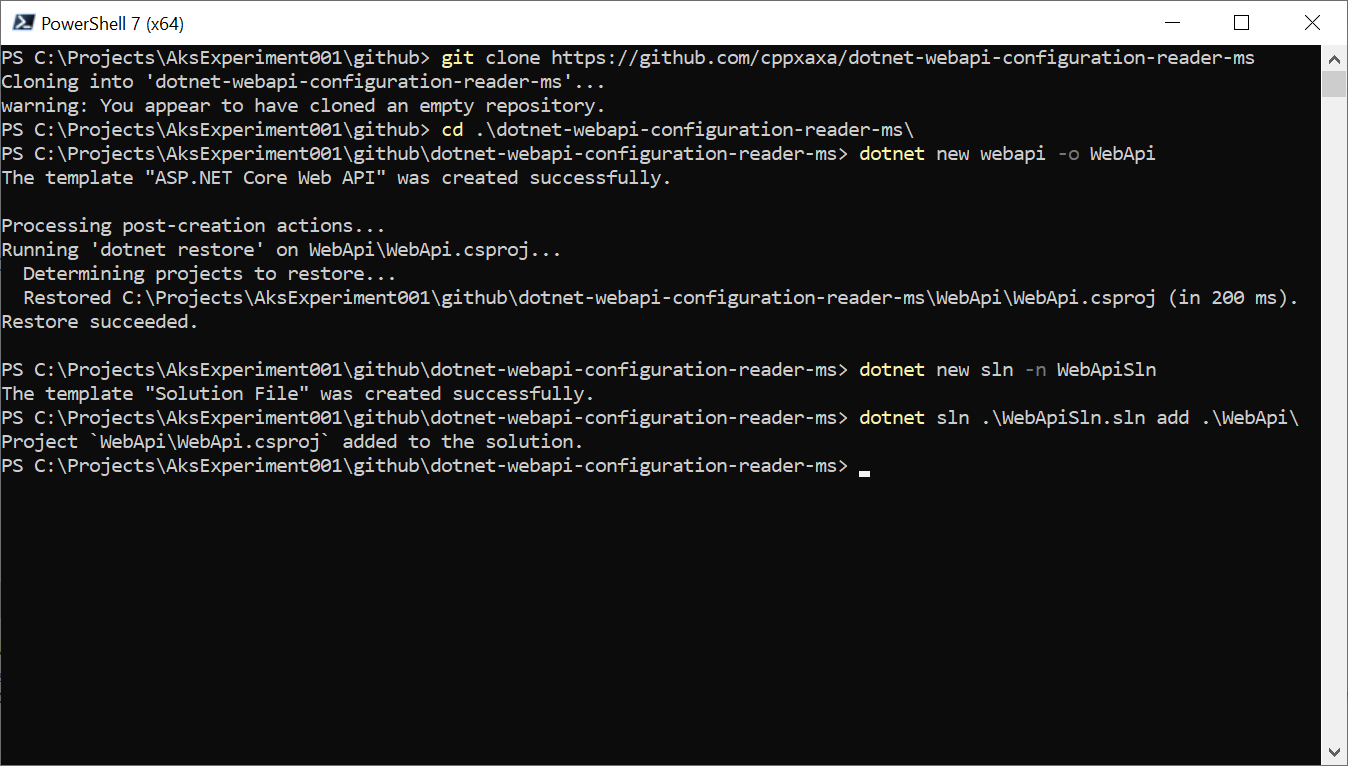 PowerShell 7 (x64)
PS C:\Projects\AksExperiment001\github> git clone https://github.com/cppxaxa/dotnet-webapi-configuration-reader-ms
Cloning into 'dotnet-webapi-configuration-reader-ms'...
warning: You appear to have cloned an empty repository.
PS C:\Projects\AksExperiment001\github> cd .\dotnet-webapi-configuration-reader-ms\
PS C:\Projects\AksExperiment001\github\dotnet-webapi-configuration-reader-ms> dotnet new webapi -o WebApi
The template "ASP.NET Core Web API" was created successfully.

Processing post-creation actions...
Running 'dotnet restore' on WebApi\WebApi.csproj...
  Determining projects to restore...
  Restored C:\Projects\AksExperiment001\github\dotnet-webapi-configuration-reader-ms\WebApi\WebApi.csproj (in 200 ms).
Restore succeeded.

PS C:\Projects\AksExperiment001\github\dotnet-webapi-configuration-reader-ms> dotnet new sln -n WebApiSln
The template "Solution File" was created successfully.
PS C:\Projects\AksExperiment001\github\dotnet-webapi-configuration-reader-ms> dotnet sln .\WebApiSln.sln add .\WebApi\
Project `WebApi\WebApi.csproj` added to the solution.
PS C:\Projects\AksExperiment001\github\dotnet-webapi-configuration-reader-ms>